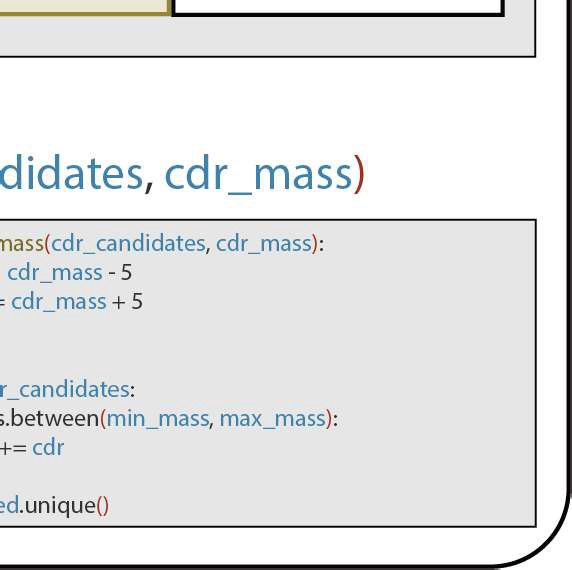 didates, cdr_mass)
mass(cdr_candidates, cdr_mass):
cdr_mass - 5
= cdr_mass + 5
r_candidates:
s.between(min_mass, max_mass):
+= cdr
ed.unique()